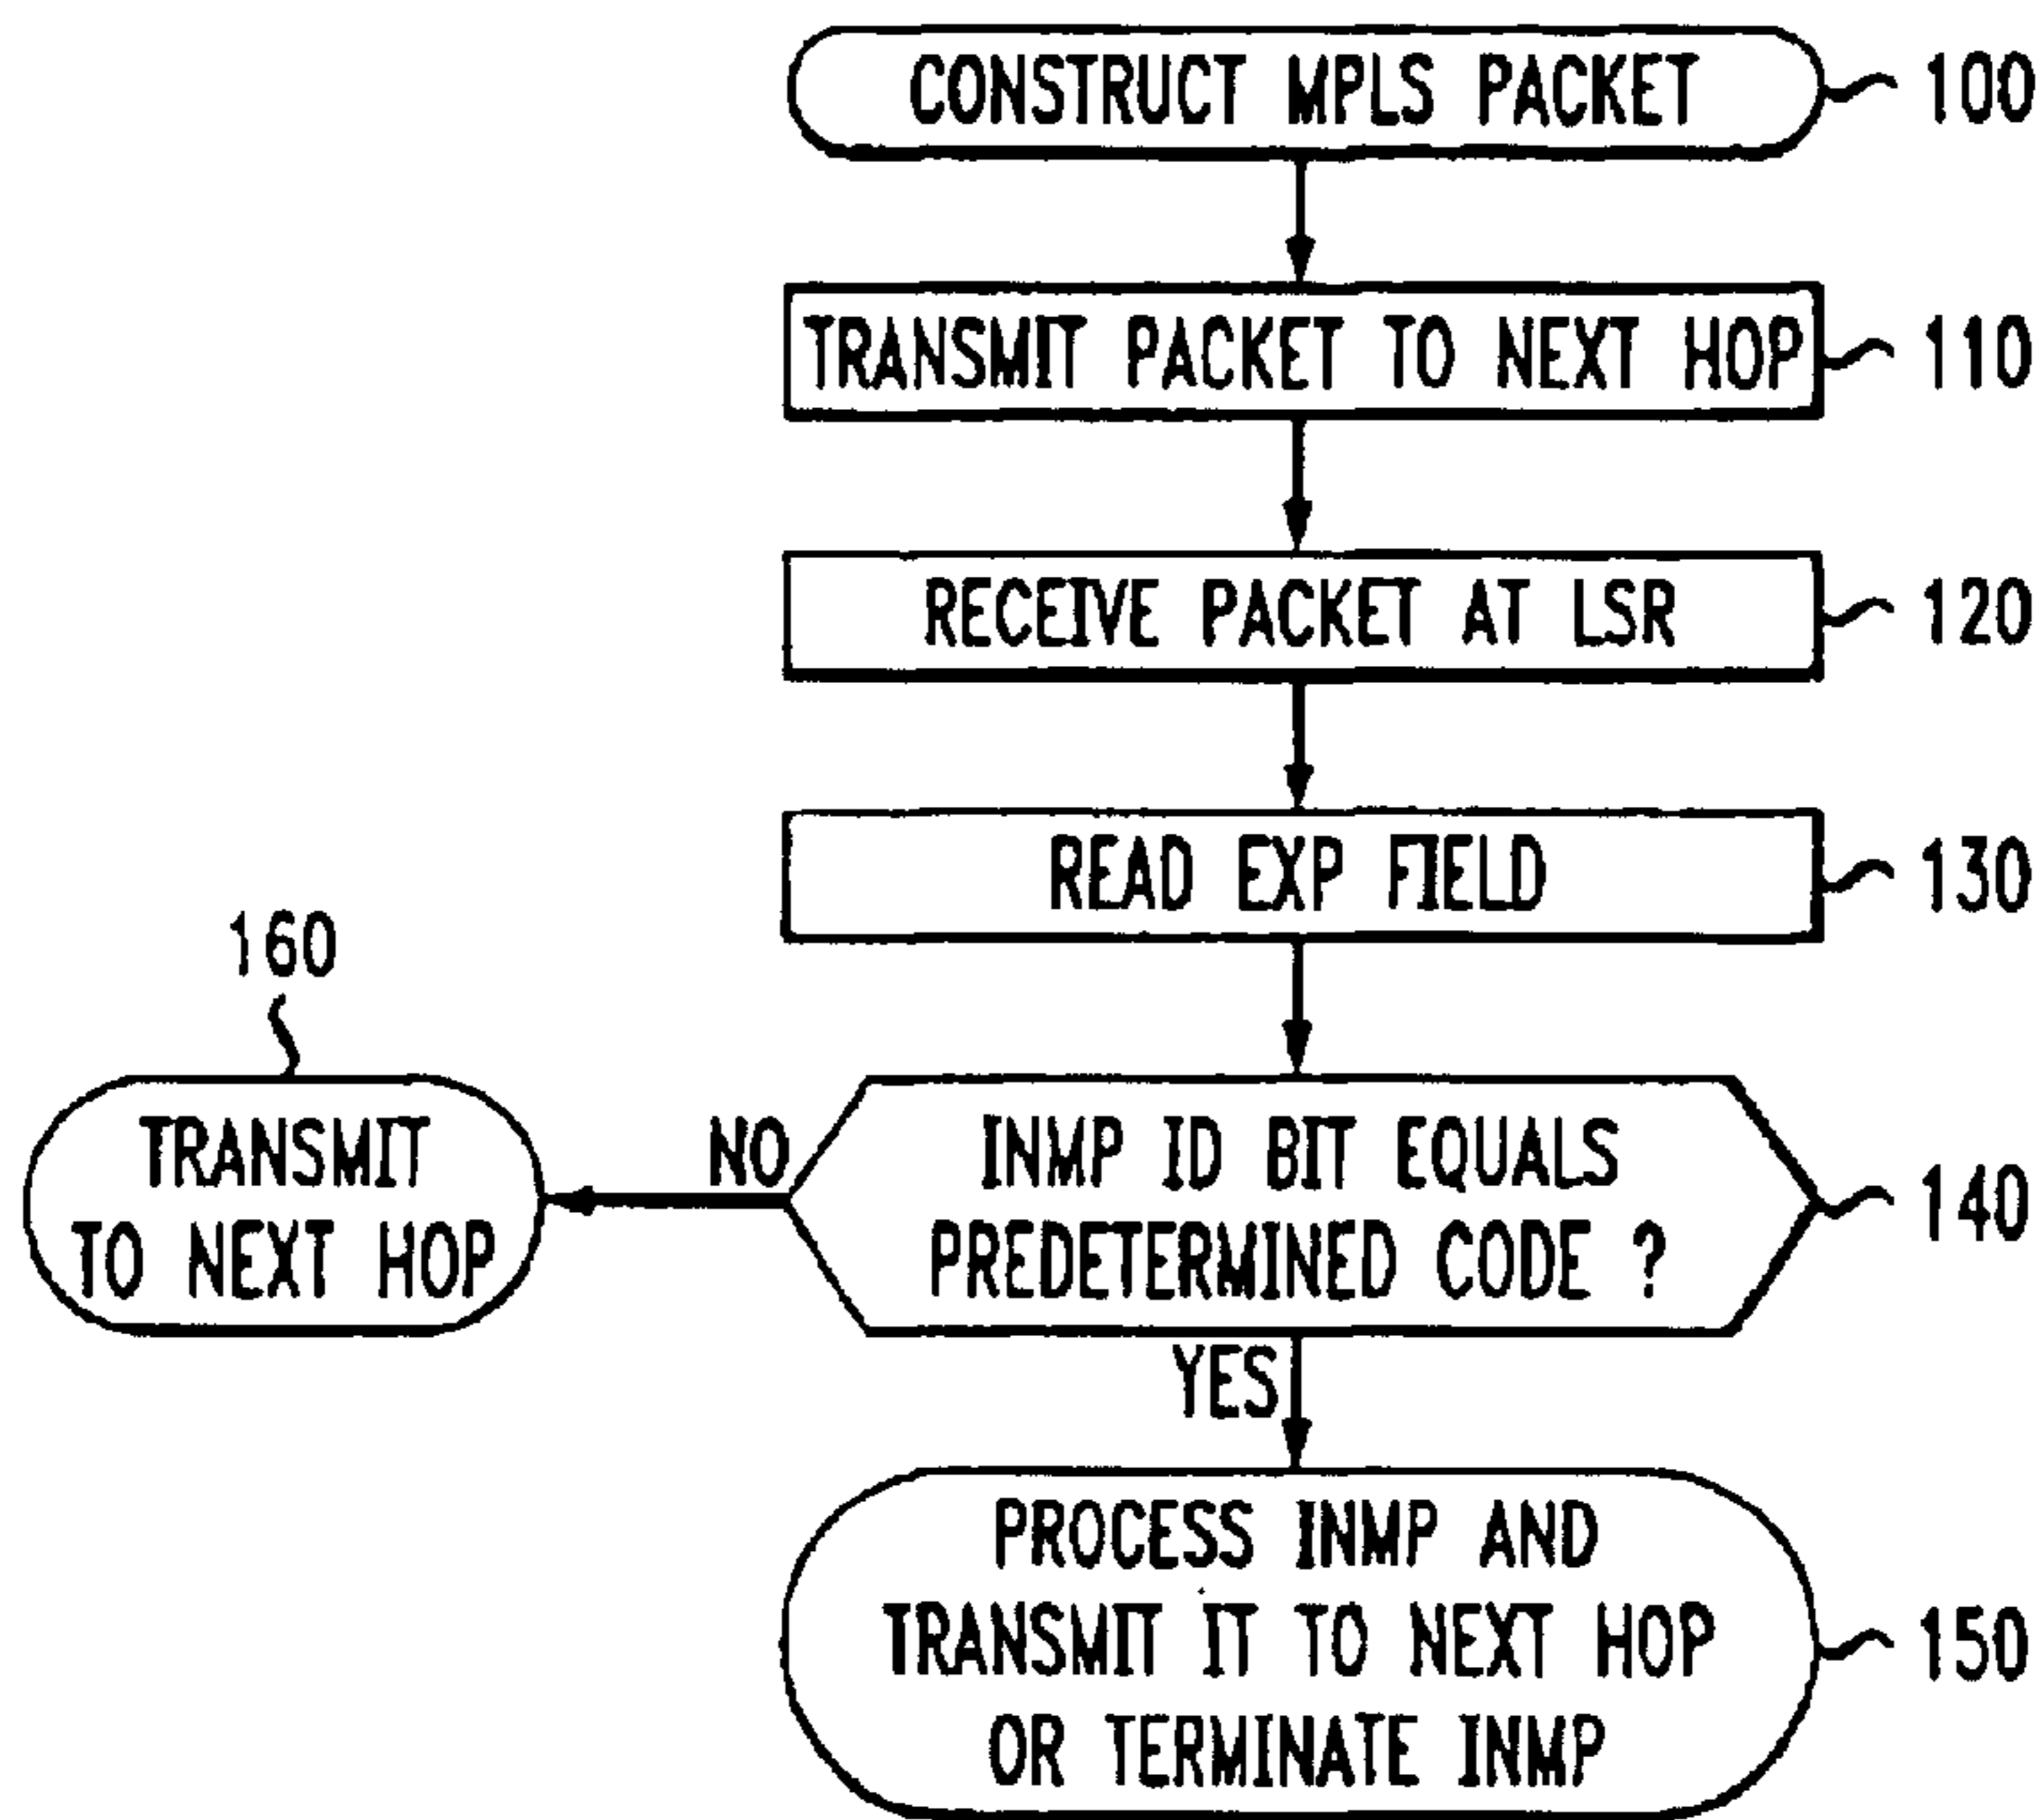 CONSTRUCT MPLS PACKET
100
TRANSMIT PACKET TO NEXT HOP
110
RECEIVE PACKET AT LSR
120
READ EXP FIELD
130
160
TRANSMIT
TO NEXT HOP
NO
INMP ID BIT EQUALS
PREDETERMINED CODE ?
140
YES
PROCESS INMP AND
TRANSMIT IT TO NEXT HOP
OR TERMINATE INMP
150